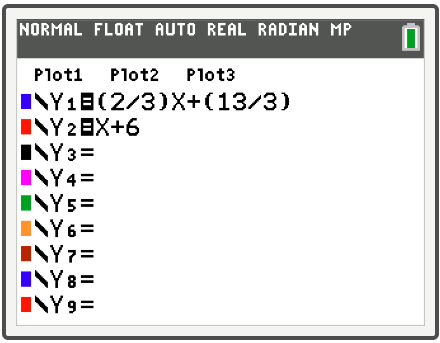 NORMAL FLOAT AUTO REAL RADIAN MP
Plot1 Plot2 Plot3
\Y1=(2/3)X+(13/3)
\Y2=X+6
\Y3=
\Y4=
\Y5=
\Y6=
\Y7=
\Y8=
\Y9=